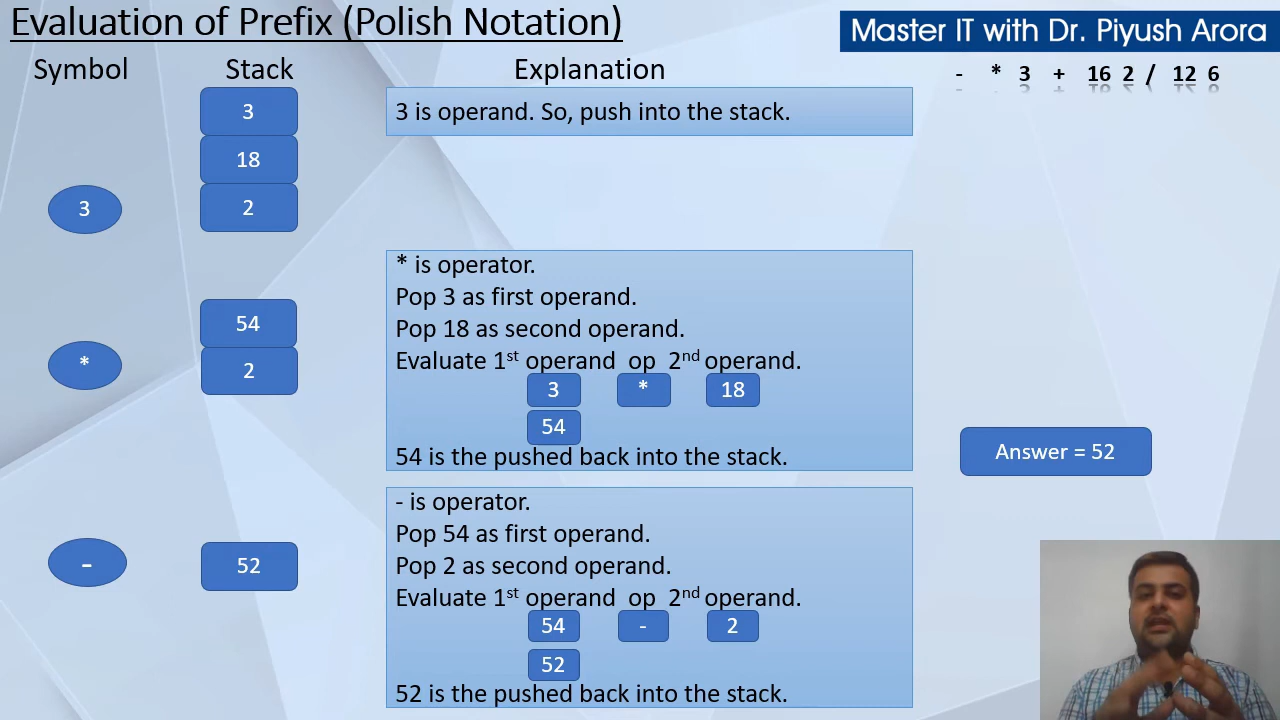 Evaluation of Prefix (Polish Notation)
Master IT with Dr. Piyush Arora
Symbol Stack Explanation
- * 3 + 16 2 / 12 6
3
18
2
3
3 is operand. So, push into the stack.
* is operator.
Pop 3 as first operand.
Pop 18 as second operand.
Evaluate 1st operand op 2nd operand.
3 * 18
54
54 is the pushed back into the stack.
54
2
*
Answer = 52
- is operator.
Pop 54 as first operand.
Pop 2 as second operand.
Evaluate 1st operand op 2nd operand.
54 - 2
52
52 is the pushed back into the stack.
-
52